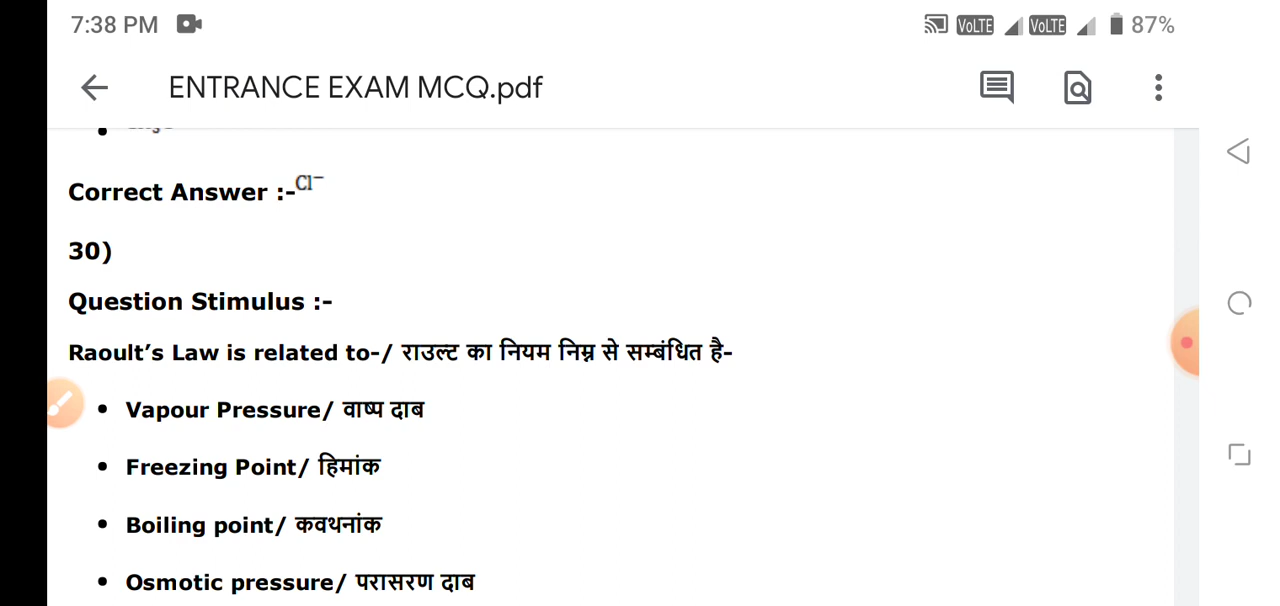 7:38 PM VoLTE VoLTE 87%
ENTRANCE EXAM MCQ.pdf
Correct Answer :-Cl⁻
30)
Question Stimulus :-
Raoult’s Law is related to-/ राउल्ट का नियम निम्न से सम्बंधित है-
• Vapour Pressure/ वाष्प दाब
• Freezing Point/ हिमांक
• Boiling point/ कवथनांक
• Osmotic pressure/ परासरण दाब